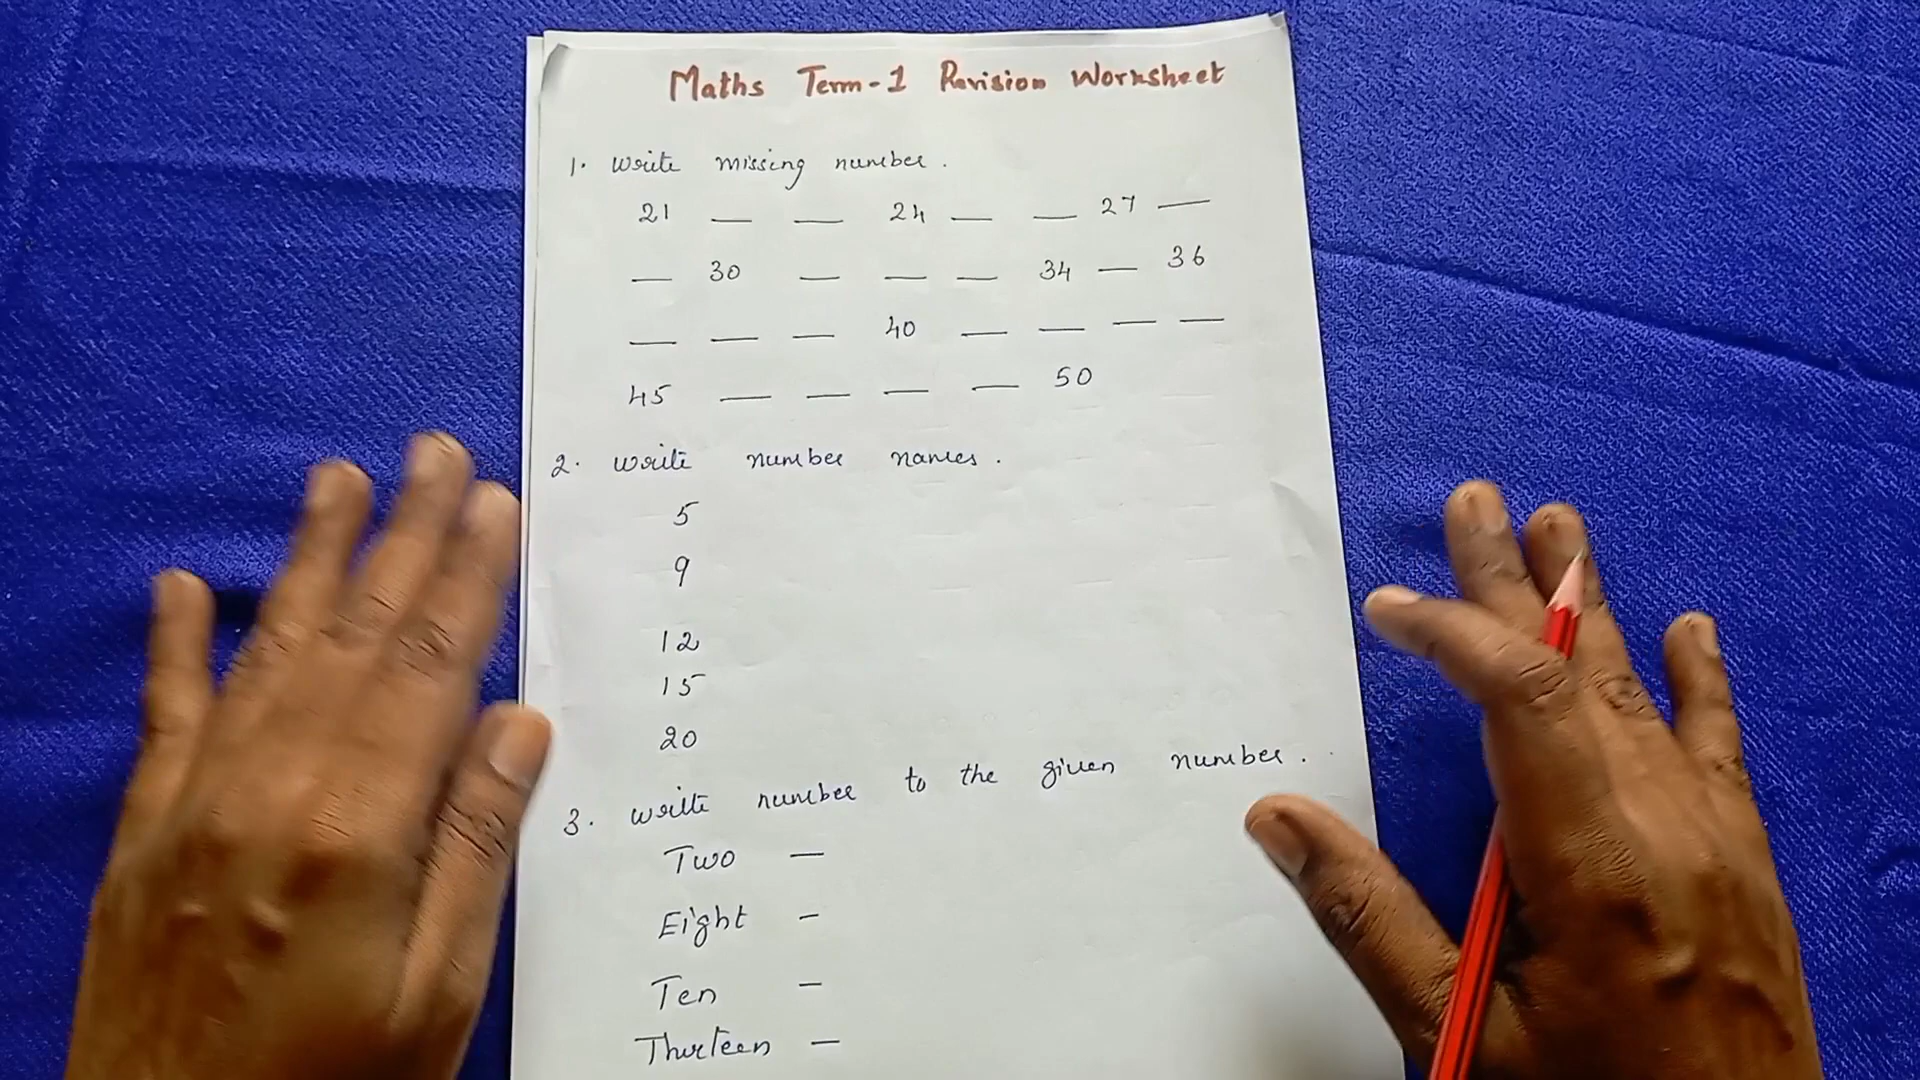 Maths Term-1 Revision Worksheet
1. Write missing number.
21 __ __ 24 __ __ 27 __
__ 30 __ __ __ 34 __ 36
__ __ __ 40 __ __ __ __
45 __ __ __ __ 50
2. Write number names.
5
9
12
15
20
3. Write number to the given number.
Two —
Eight -
Ten -
Thirteen —